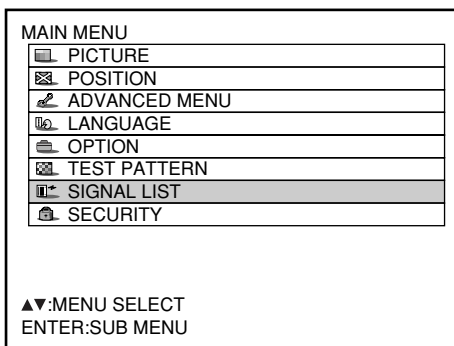 MAIN MENU
PICTURE
POSITION
ADVANCED MENU
LANGUAGE
OPTION
TEST PATTERN
SIGNAL LIST
SECURITY
▲▼:MENU SELECT
ENTER:SUB MENU